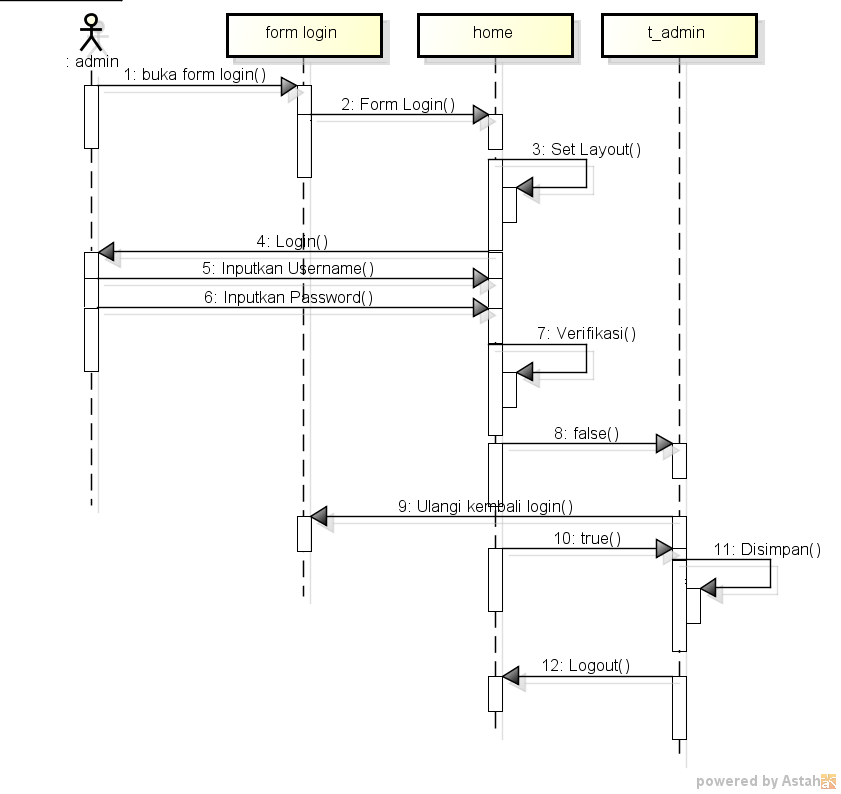 form login
home
t_admin
: admin
1: buka form login()
2: Form Login()
3: Set Layout()
4: Login()
5: Inputkan Username()
6: Inputkan Password()
7: Verifikasi()
8: false()
9: Ulangi kembali login()
10: true()
11: Disimpan()
12: Logout()
powered by Astah